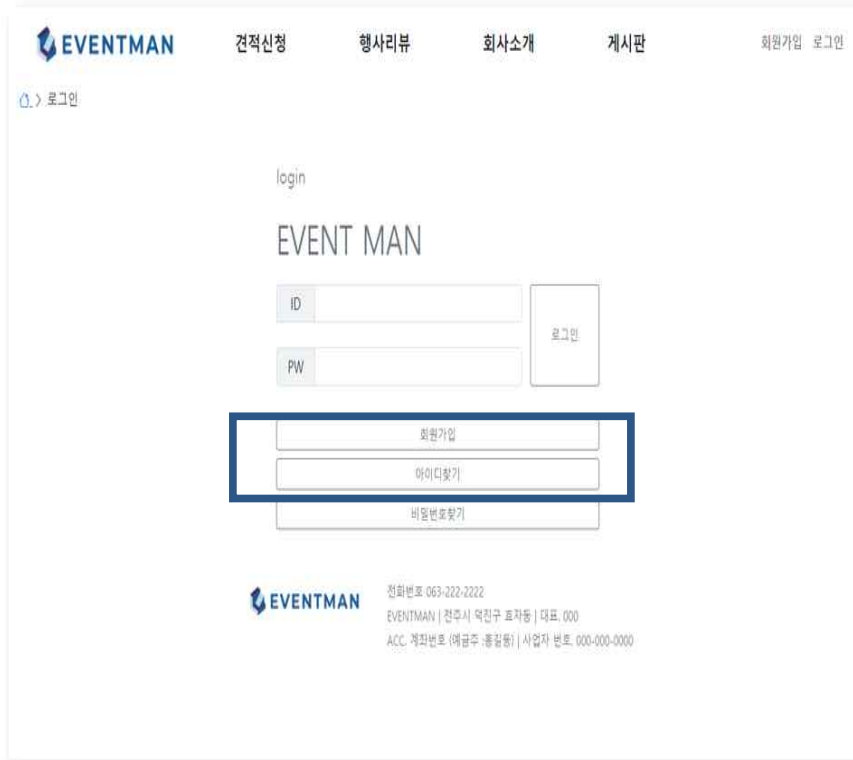 EVENTMAN 견적신청 행사리뷰 회사소개 게시판 회원가입 로그인
> 로그인
login
EVENT MAN
ID
로그인
PW
회원가입
아이디찾기
비밀번호찾기
EVENTMAN
전화번호 063-222-2222
EVENTMAN | 전주시 덕진구 효자동 | 대표. 000
ACC. 계좌번호 (예금주 :홍길동) | 사업자 번호. 000-000-0000